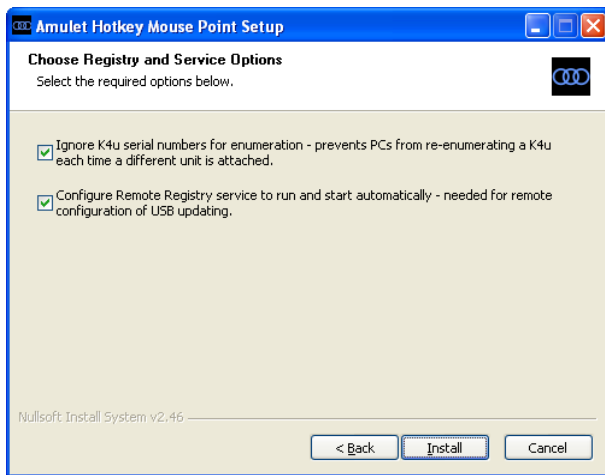 Amulet Hotkey Mouse Point Setup
Choose Registry and Service Options
Select the required options below.
Ignore K4u serial numbers for enumeration - prevents PCs from re-enumerating a K4u
each time a different unit is attached.
Configure Remote Registry service to run and start automatically - needed for remote
configuration of USB updating.
Nullsoft Install System v2.46
< Back
Install
Cancel